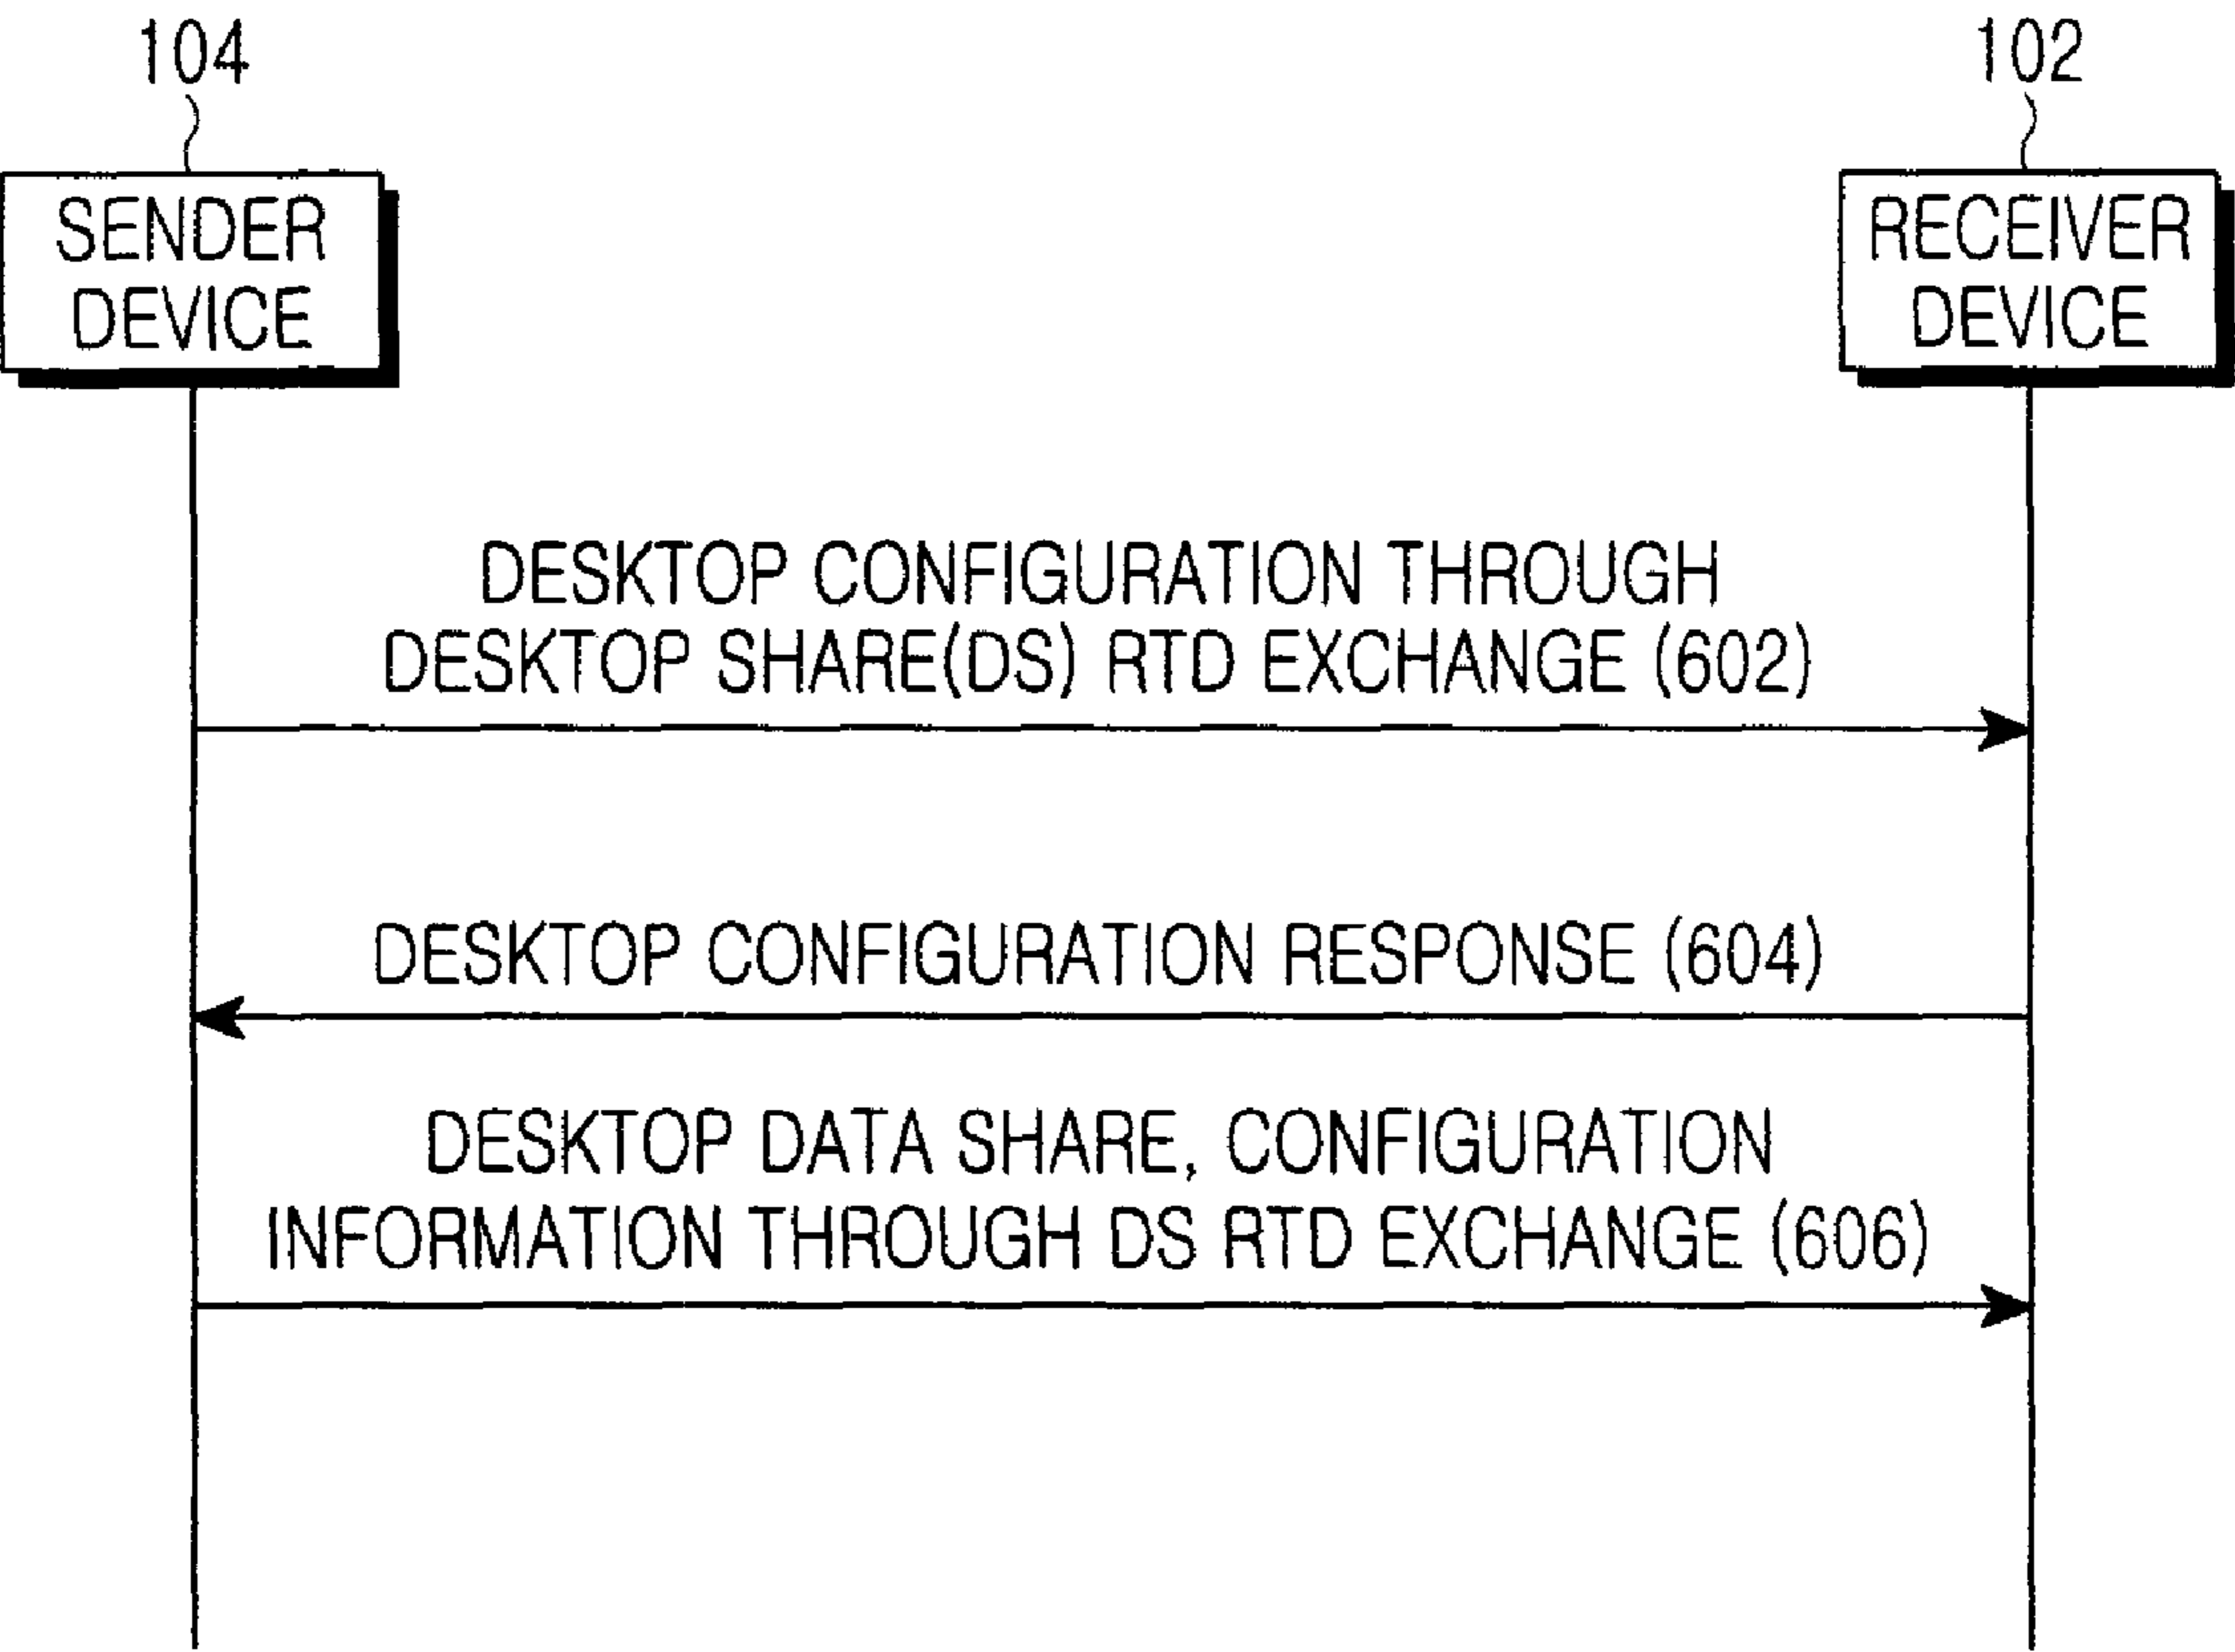 104
102
SENDER
DEVICE
RECEIVER
DEVICE
DESKTOP CONFIGURATION THROUGH
DESKTOP SHARE(DS) RTD EXCHANGE (602)
DESKTOP CONFIGURATION RESPONSE (604)
DESKTOP DATA SHARE, CONFIGURATION
INFORMATION THROUGH DS RTD EXCHANGE (606)